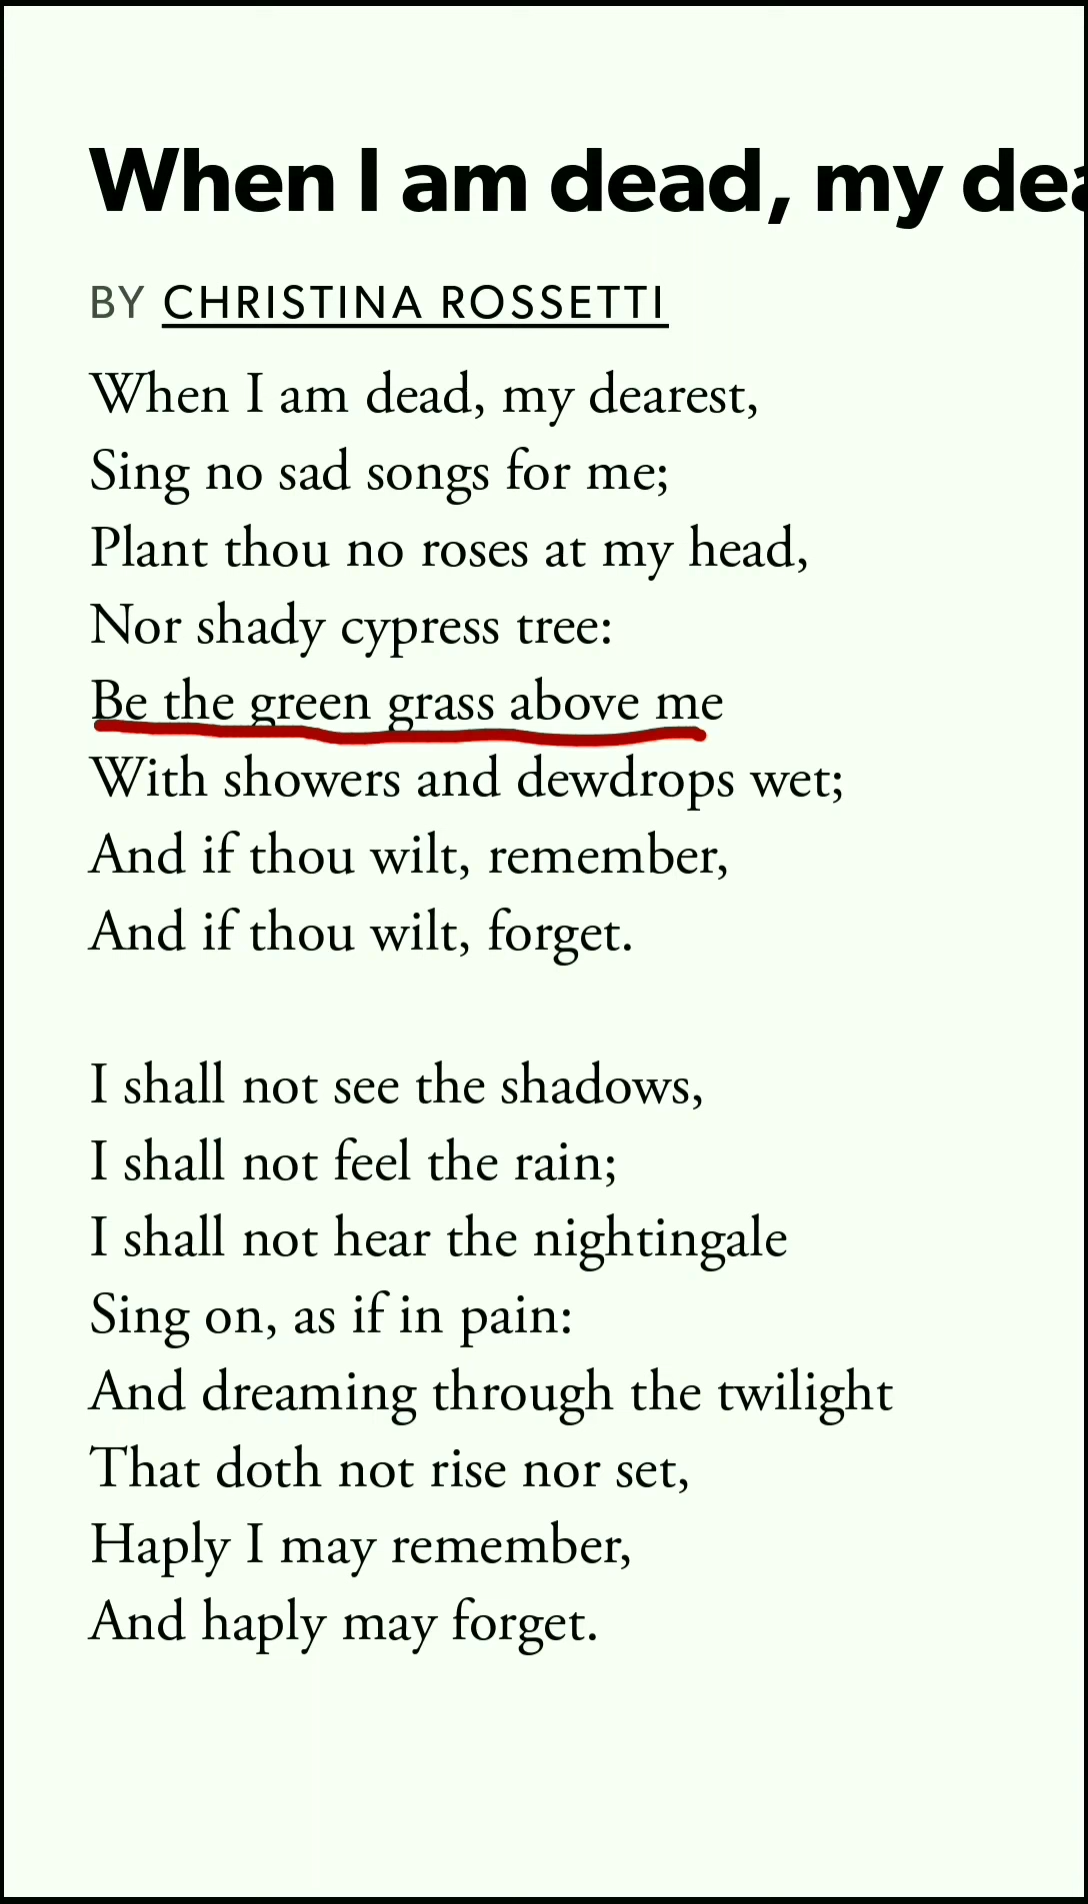 When I am dead, my dea
BY CHRISTINA ROSSETTI
When I am dead, my dearest,
Sing no sad songs for me;
Plant thou no roses at my head,
Nor shady cypress tree:
Be the green grass above me
With showers and dewdrops wet;
And if thou wilt, remember,
And if thou wilt, forget.
I shall not see the shadows,
I shall not feel the rain;
I shall not hear the nightingale
Sing on, as if in pain:
And dreaming through the twilight
That doth not rise nor set,
Haply I may remember,
And haply may forget.